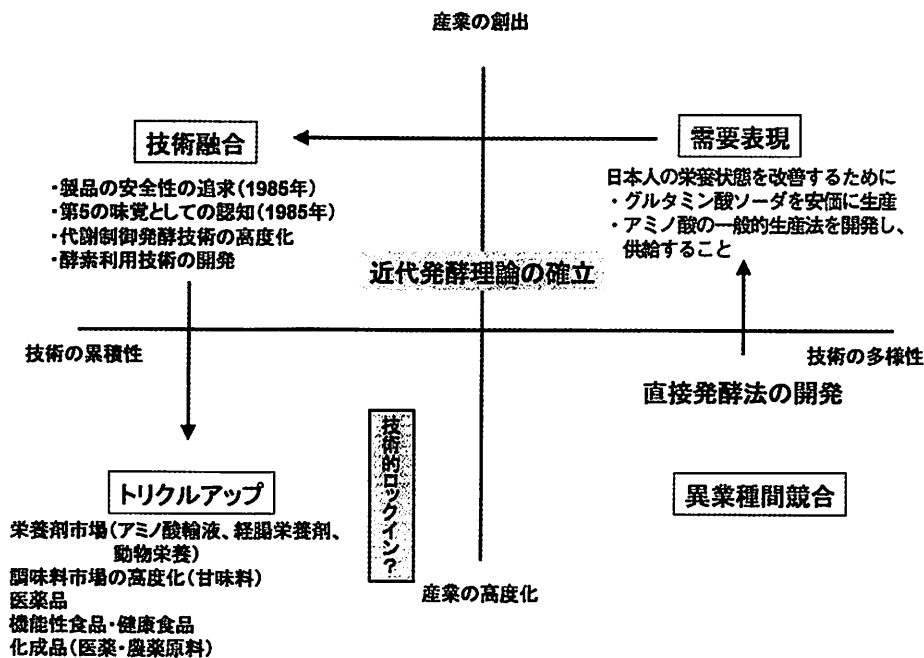 産業の創出
技術融合
・製品の安全性の追求(1985年)
・第5の味覚としての認知(1985年)
・代謝制御発酵技術の高度化
・酵素利用技術の開発
需要表現
日本人の栄養状態を改善するために
・グルタミン酸ソーダを安価に生産
・アミノ酸の一般的生産法を開発し、
供給すること
近代発酵理論の確立
技術の累積性
技術の多様性
直接発酵法の開発
技術的ロックイン?
トリクルアップ
栄養剤市場(アミノ酸輸液、経腸栄養剤、
動物栄養)
調味料市場の高度化(甘味料)
医薬品
機能性食品・健康食品
化成品(医薬・農薬原料)
異業種間競合
産業の高度化